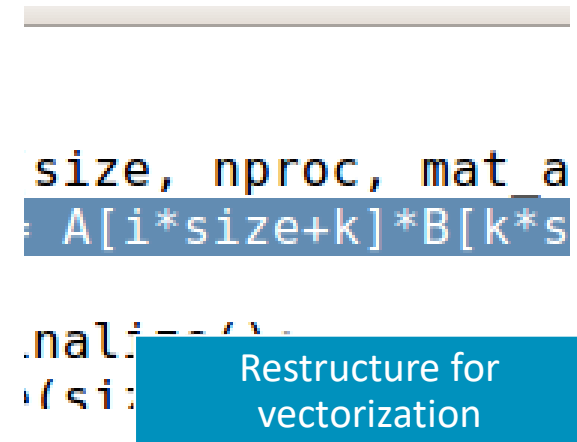 size, nproc, mat_a
= A[i*size+k]*B[k*s
Restructure for
vectorization